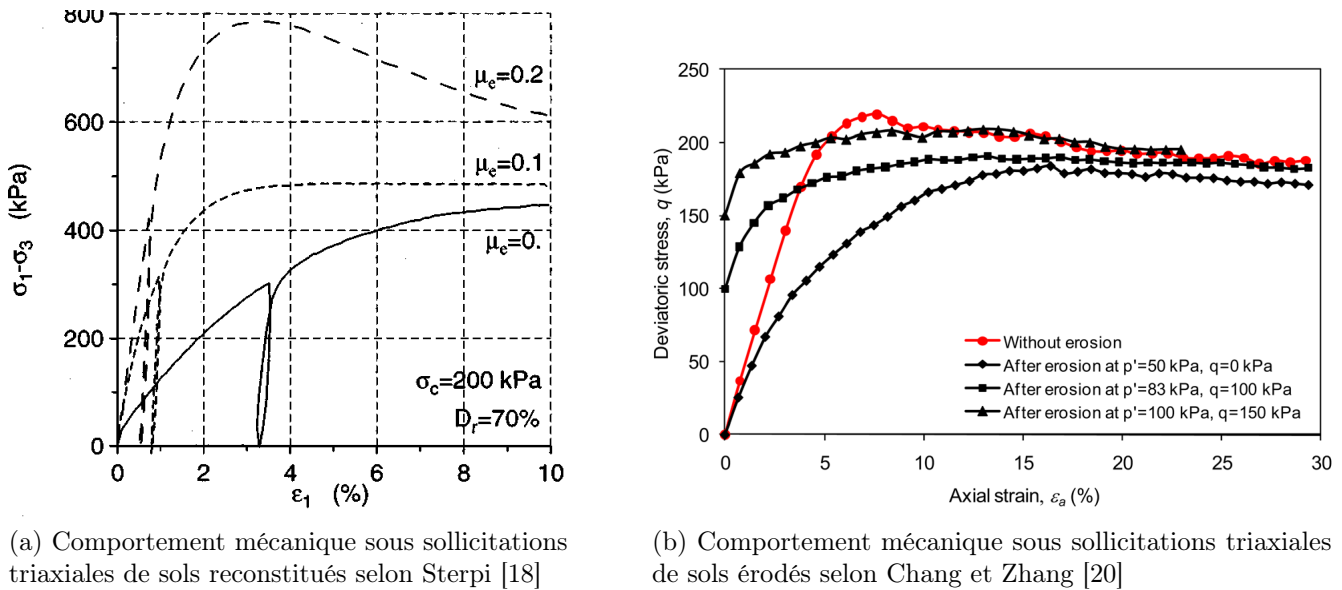 800
600
400
200
0
σ₁-σ₃ (kPa)
μₑ=0.2
μₑ=0.1
μₑ=0.
σ_c=200 kPa
D_r=70%
0 2 4 6 8 10
ε₁ (%)
(a) Comportement mécanique sous sollicitations
triaxiales de sols reconstitués selon Sterpi [18]
250
200
150
100
50
0
Deviatoric stress, q (kPa)
Without erosion
After erosion at p'=50 kPa, q=0 kPa
After erosion at p'=83 kPa, q=100 kPa
After erosion at p'=100 kPa, q=150 kPa
0 5 10 15 20 25 30
Axial strain, εₐ (%)
(b) Comportement mécanique sous sollicitations triaxiales
de sols érodés selon Chang et Zhang [20]